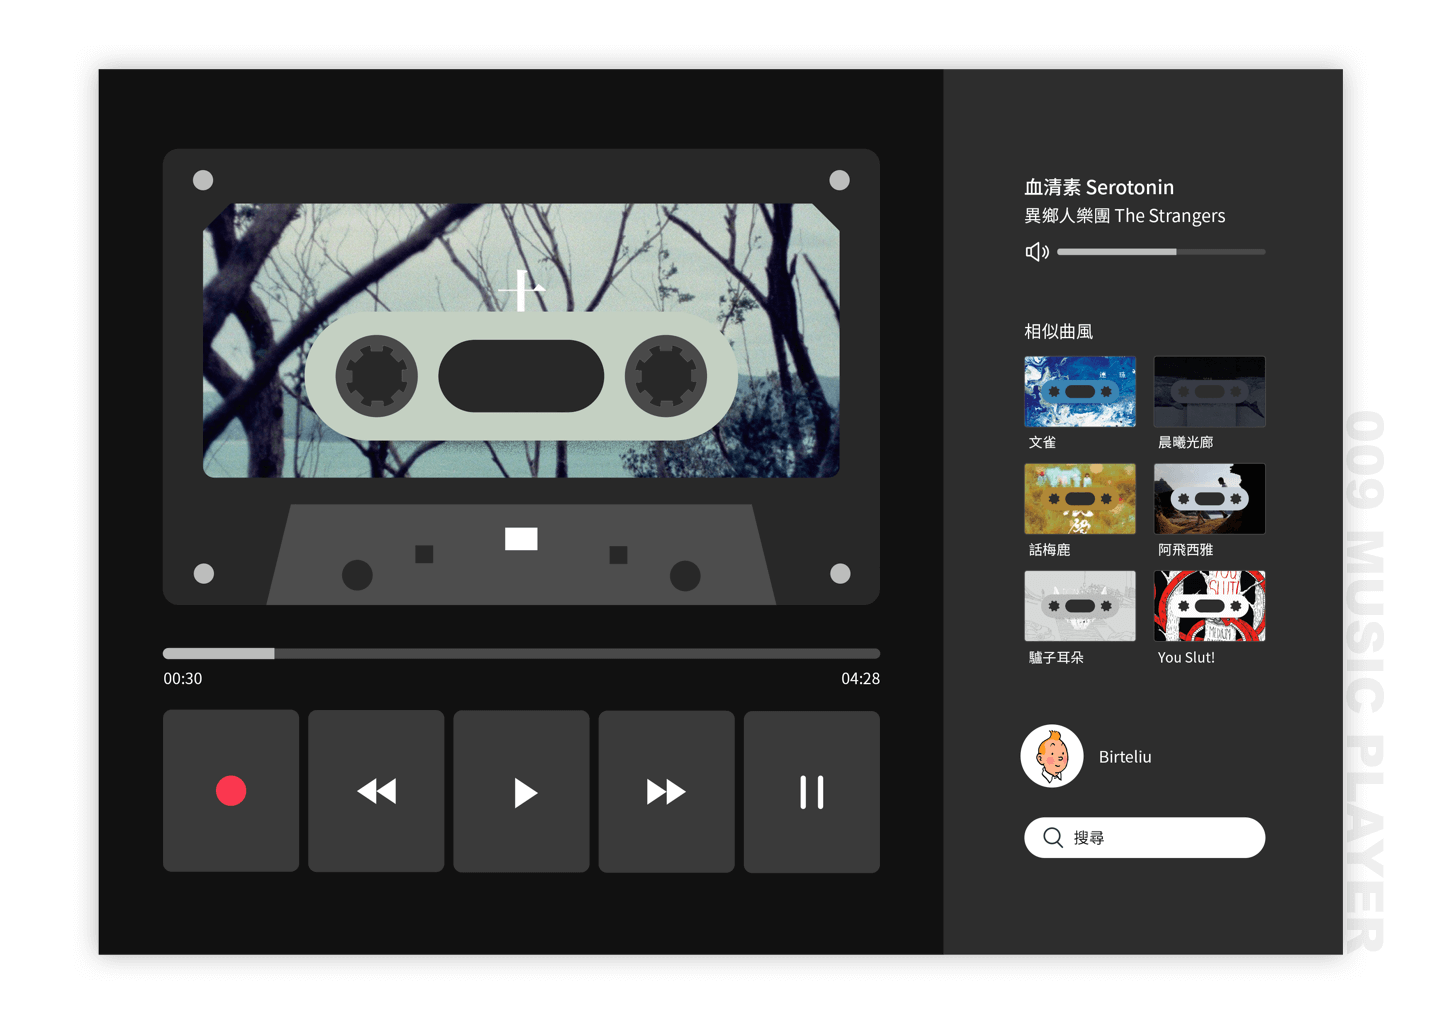 血清素 Serotonin
異鄉人樂團 The Strangers
相似曲風
文雀
晨曦光廊
話梅鹿
阿飛西雅
YOU
SLUT!
驢子耳朵
You Slut!
00:30
04:28
Birteliu
搜尋
009 MUSIC PLAYER